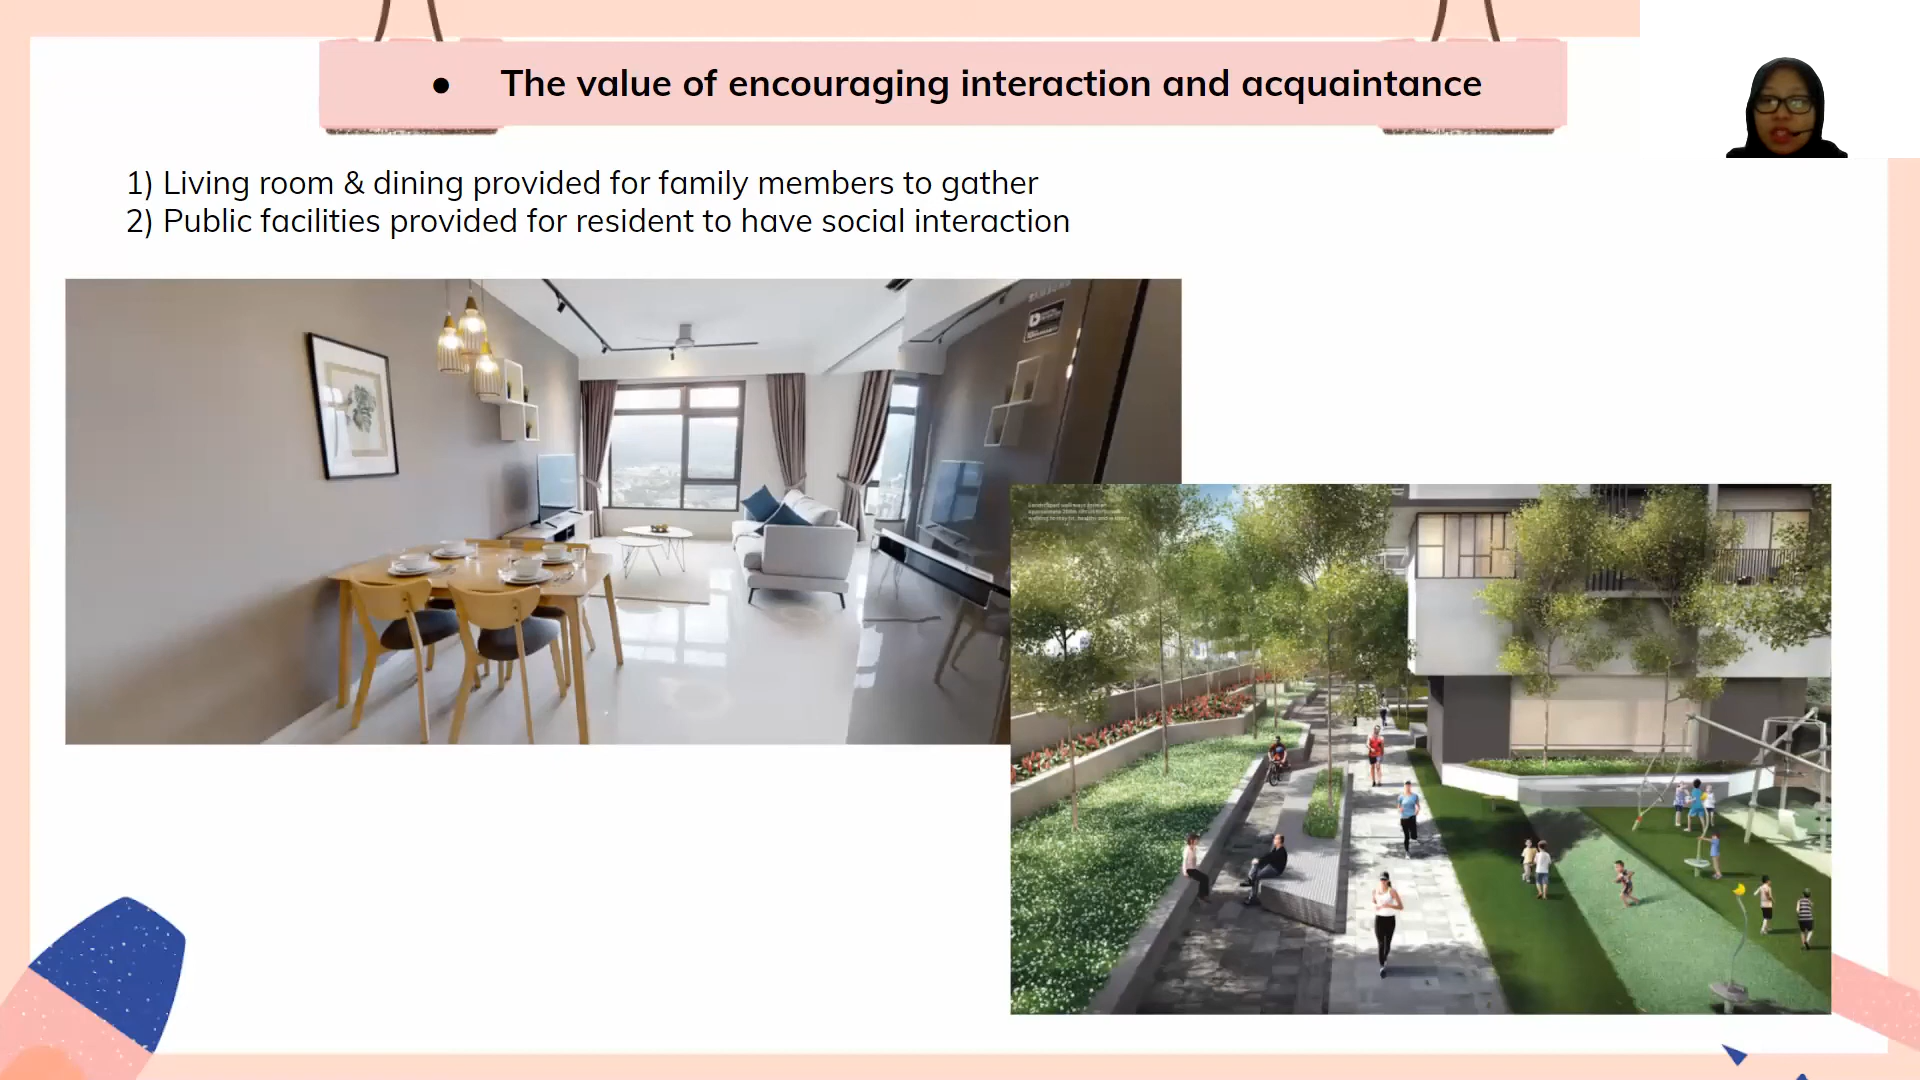 ● The value of encouraging interaction and acquaintance
1) Living room & dining provided for family members to gather
2) Public facilities provided for resident to have social interaction
SAMSUNG